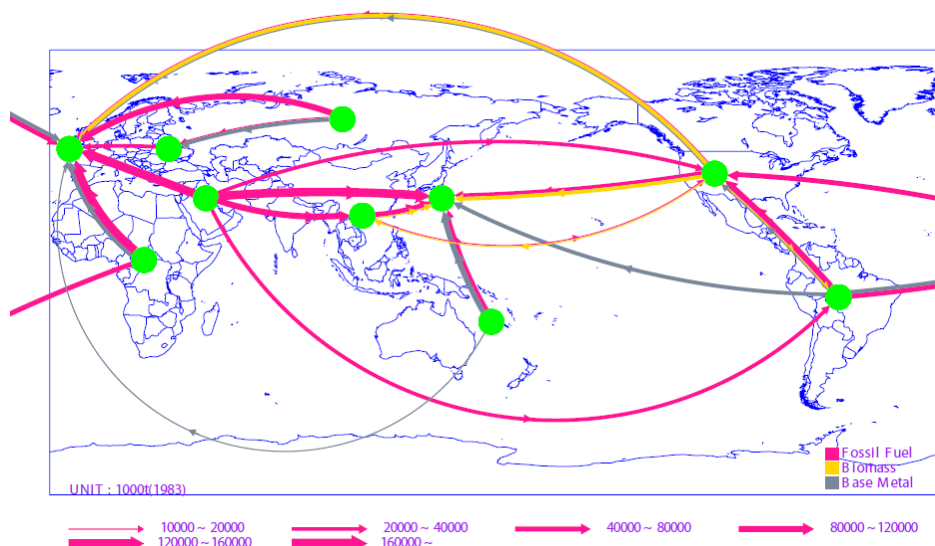 Fossil Fuel
Biomass
Base Metal
UNIT : 1000t(1983)
10000 ~ 20000
20000 ~ 40000
40000 ~ 80000
80000 ~ 120000
120000 ~ 160000
160000 ~